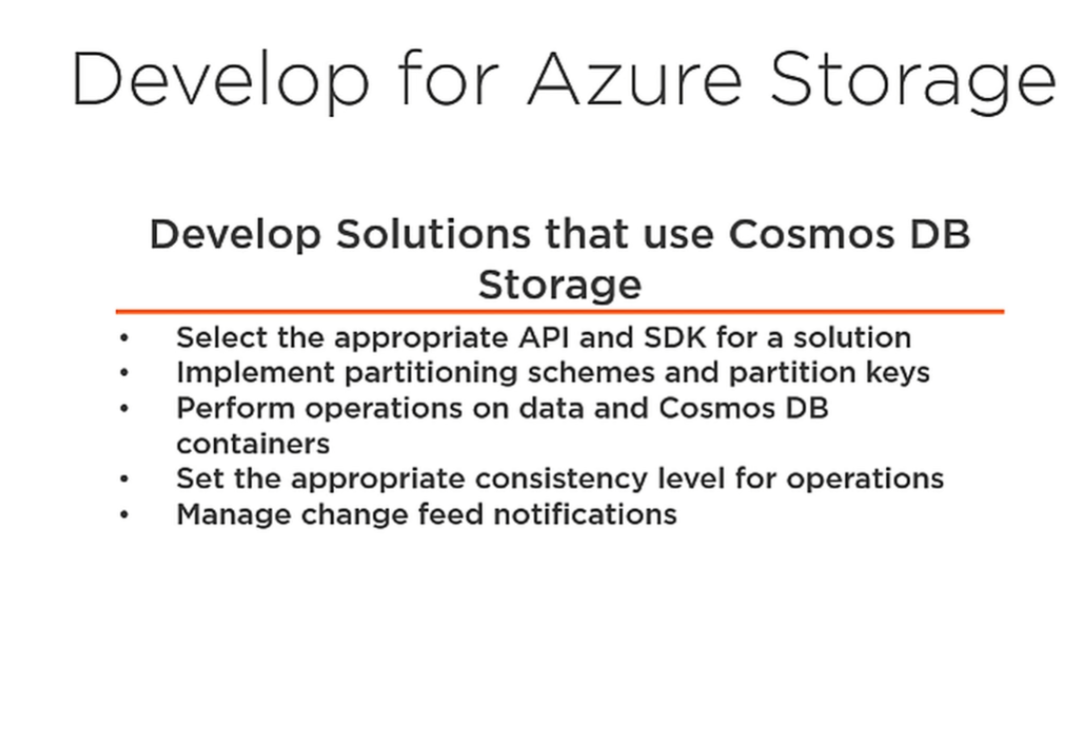 Develop for Azure Storage
Develop Solutions that use Cosmos DB
Storage
• Select the appropriate API and SDK for a solution
• Implement partitioning schemes and partition keys
• Perform operations on data and Cosmos DB
containers
• Set the appropriate consistency level for operations
• Manage change feed notifications